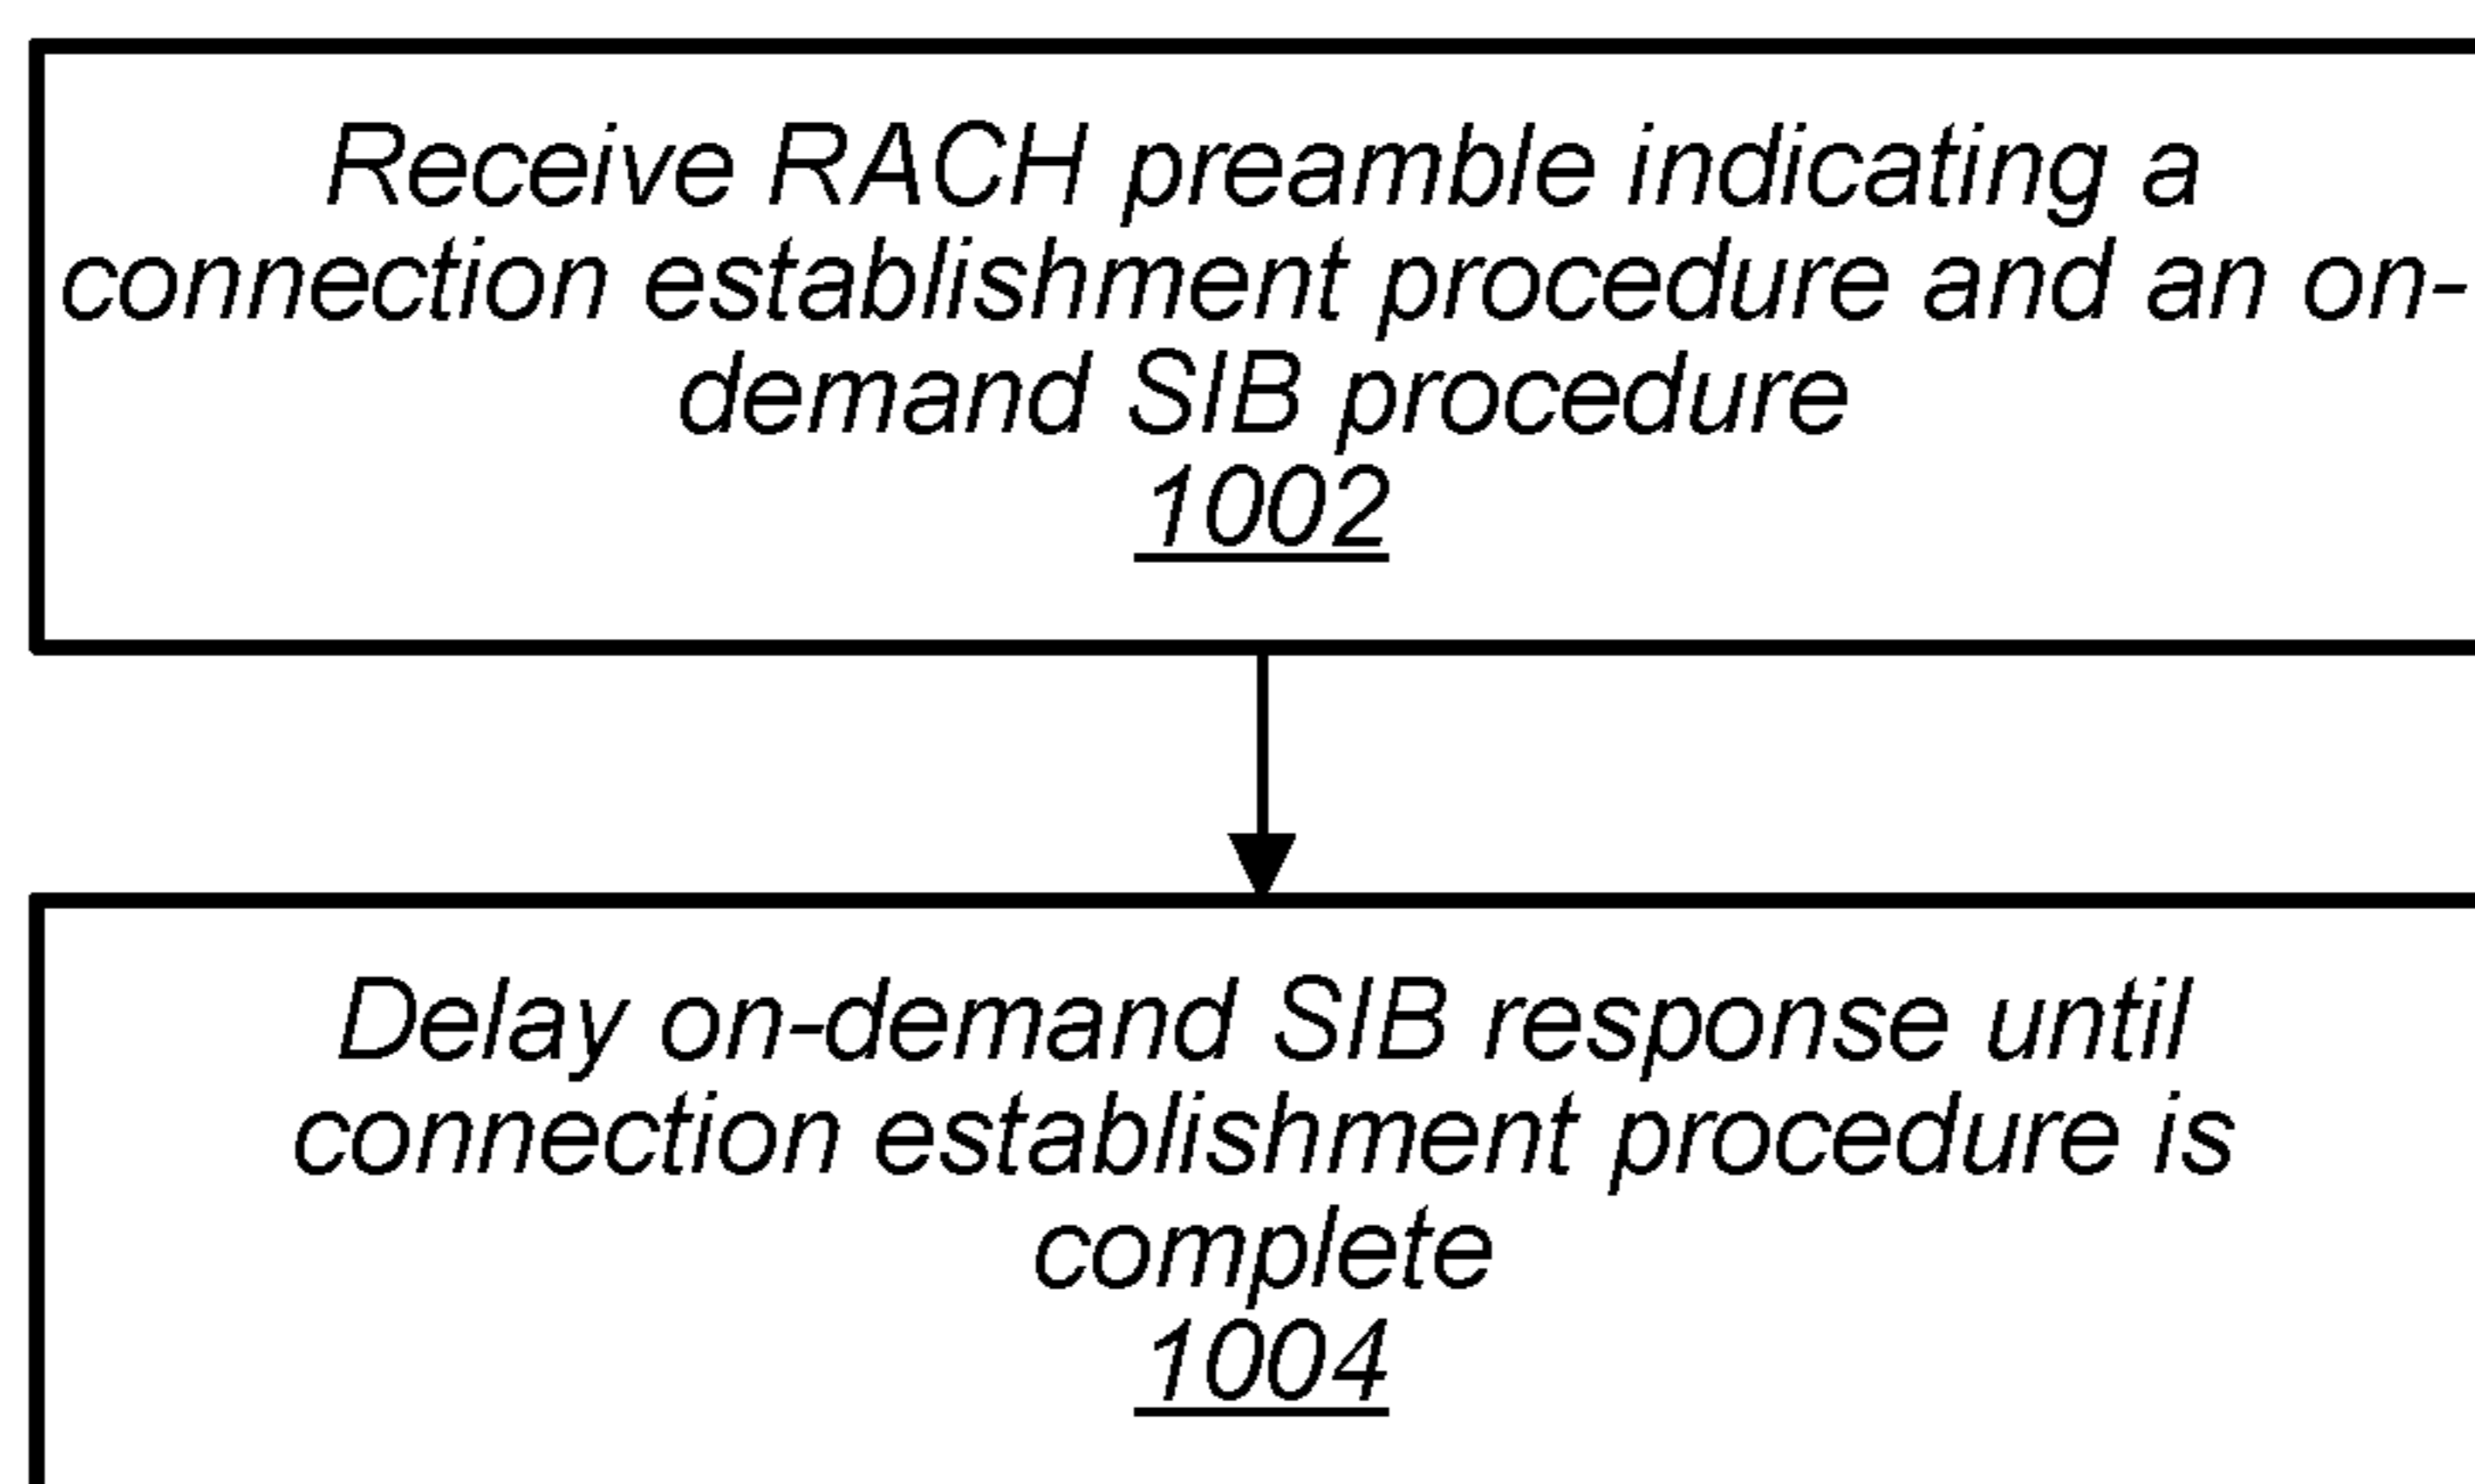 Receive RACH preamble indicating a
connection establishment procedure and an on-
demand SIB procedure
1002
Delay on-demand SIB response until
connection establishment procedure is
complete
1004